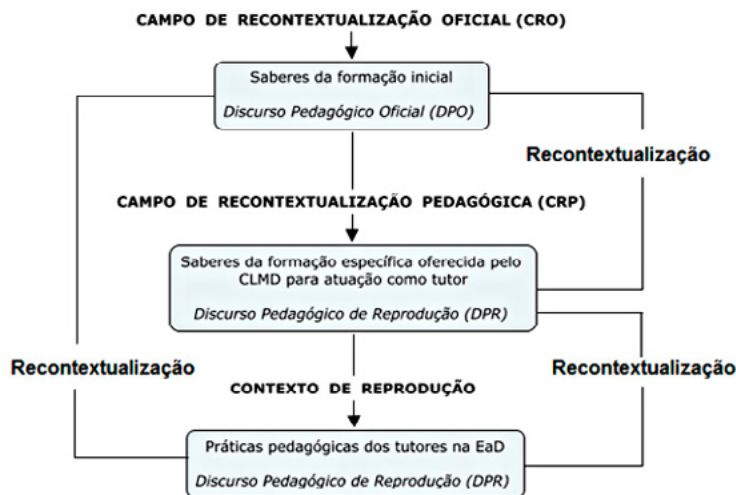 CAMPO DE RECONTEXTUALIZAÇÃO OFICIAL (CRO)
Saberes da formação inicial
Discurso Pedagógico Oficial (DPO)
Recontextualização
CAMPO DE RECONTEXTUALIZAÇÃO PEDAGÓGICA (CRP)
Saberes da formação específica oferecida pelo
CLMD para atuação como tutor
Discurso Pedagógico de Reprodução (DPR)
Recontextualização
Recontextualização
CONTEXTO DE REPRODUÇÃO
Práticas pedagógicas dos tutores na EaD
Discurso Pedagógico de Reprodução (DPR)